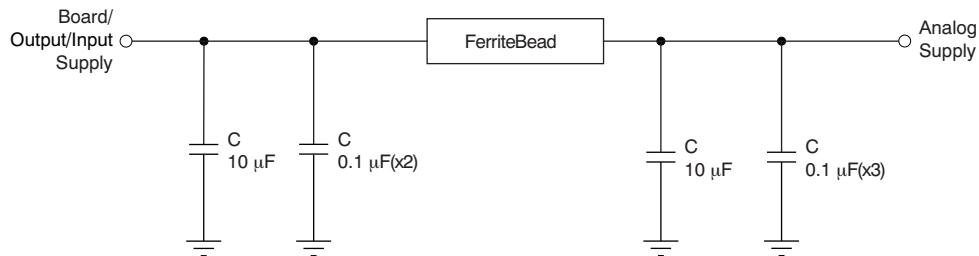 Board/
Output/Input
Supply
FerriteBead
Analog
Supply
C
10 μF
C
0.1 μF(x2)
C
10 μF
C
0.1 μF(x3)